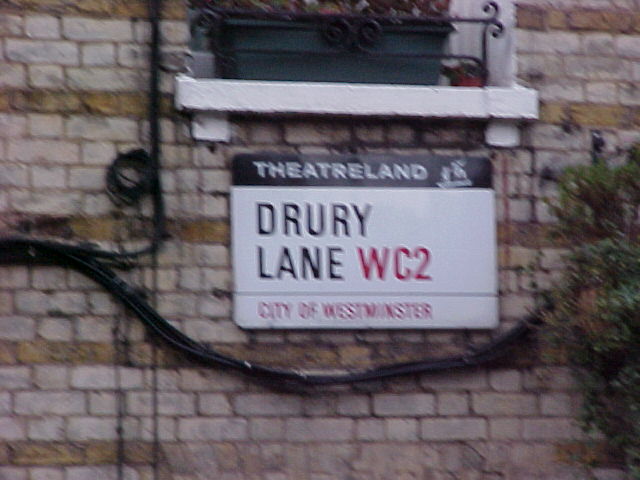 THEATRELAND
DRURY
LANE WC2
CITY OF WESTMINSTER